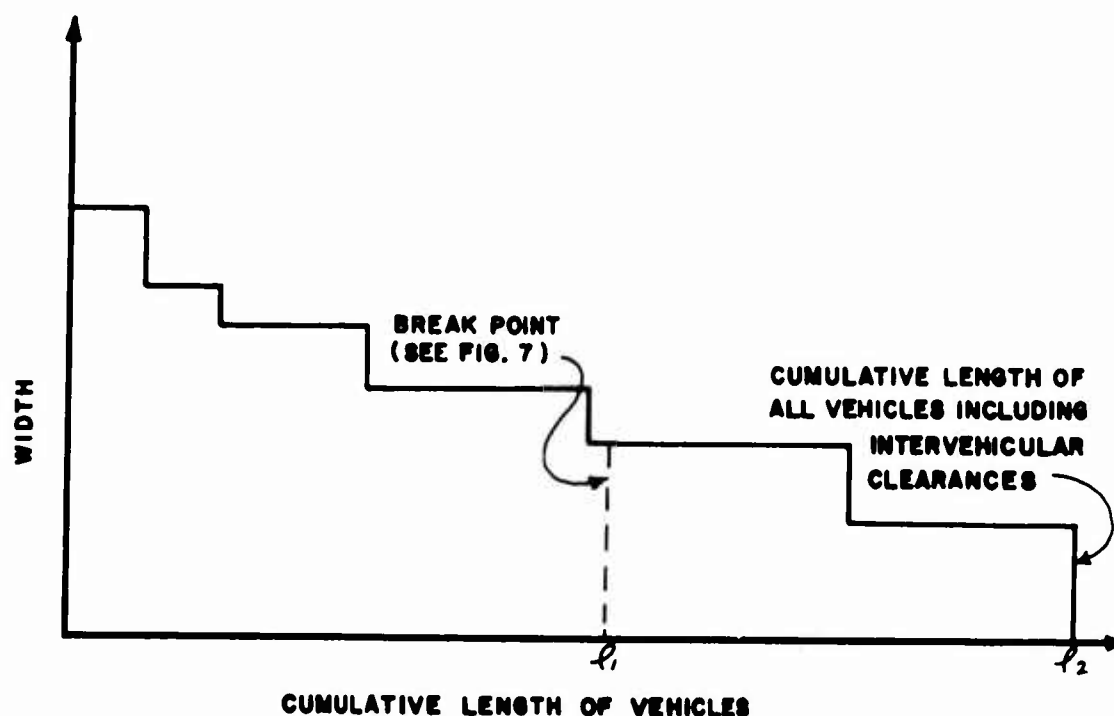 BREAK POINT
(SEE FIG. 7)
CUMULATIVE LENGTH OF
ALL VEHICLES INCLUDING
INTERVEHICULAR
CLEARANCES
WIDTH
ℓ₁
ℓ₂
CUMULATIVE LENGTH OF VEHICLES